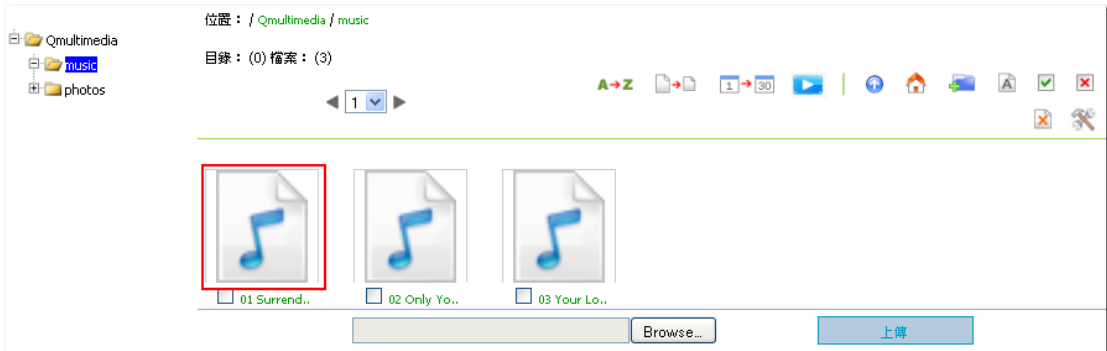 位置： / Qmultimedia / music
Qmultimedia
music
photos
目錄： (0) 檔案： (3)
A→Z
1 → 30
A
1
01 Surrend..
02 Only Yo..
03 Your Lo..
Browse...
上傳